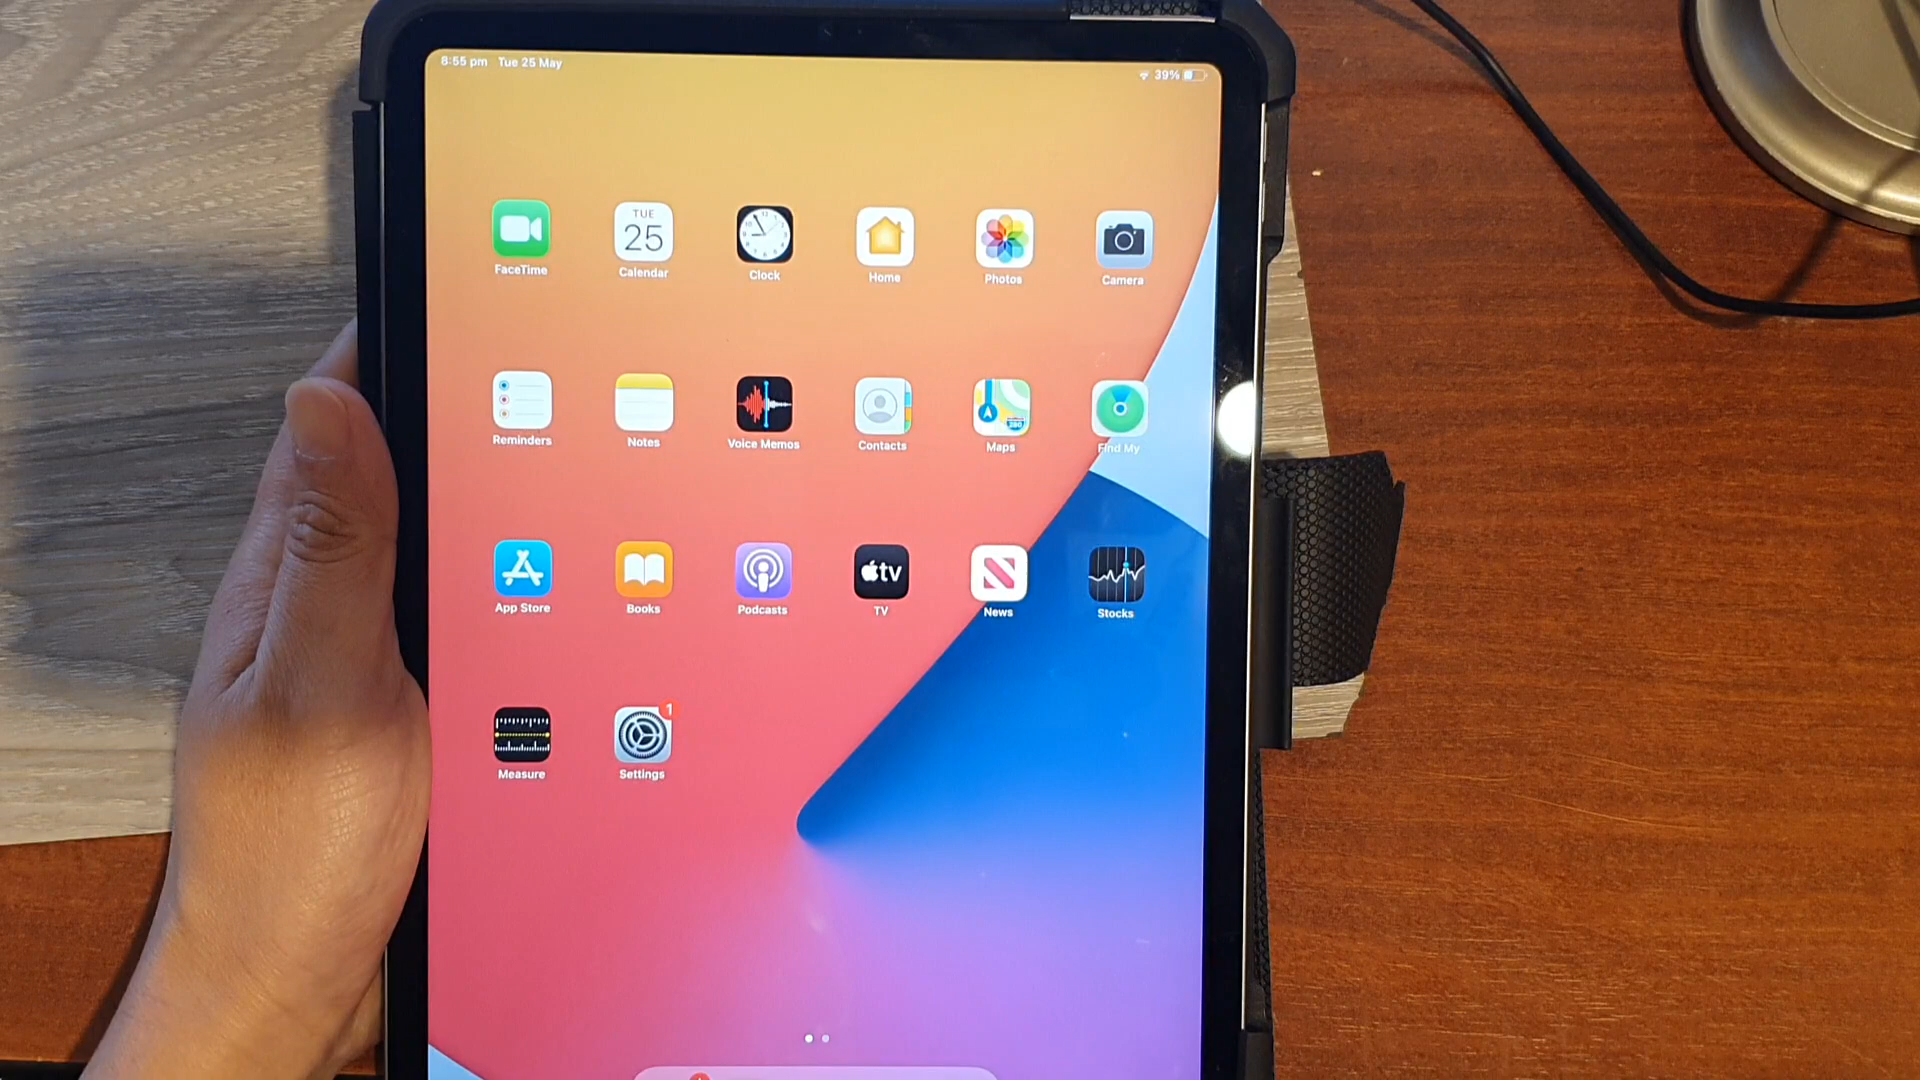 8:55 pm Tue 25 May
39%
TUE
25
FaceTime
Calendar
Clock
Home
Photos
Camera
280
Reminders
Notes
Voice Memos
Contacts
Maps
Find My
tv
App Store
Books
Podcasts
TV
News
Stocks
1
Measure
Settings